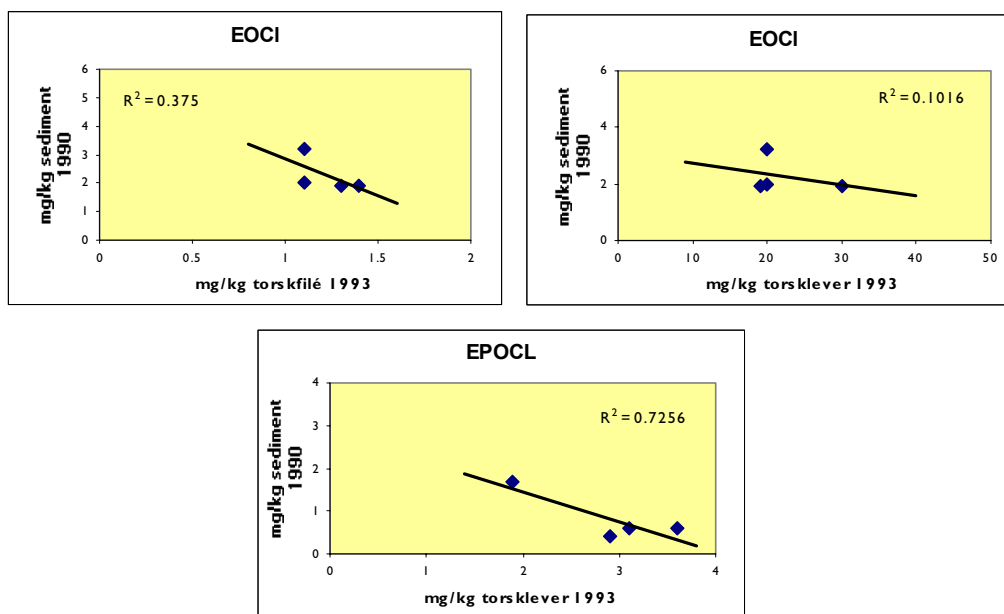 EOCl
6
5
4
3
2
1
0
R² = 0.375
mg/kg sediment
1990
0
0.5
1
1.5
2
mg/kg torskfilé 1993
EOCl
6
4
2
0
R² = 0.1016
mg/kg sediment
1990
0
10
20
30
40
50
mg/kg torsklever 1993
EPOCL
4
3
2
1
0
R² = 0.7256
mg/kg sediment
1990
0
1
2
3
4
mg/kg torsklever 1993